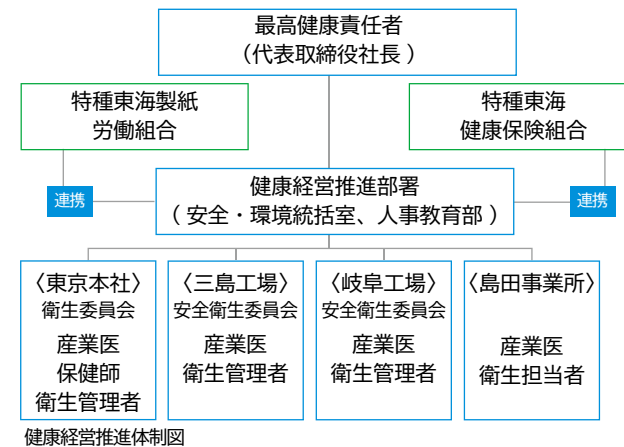 最高健康責任者
（代表取締役社長 ）
特種東海製紙
労働組合
特種東海
健康保険組合
連携
健康経営推進部署
（ 安全・環境統括室、人事教育部 ）
連携
〈東京本社〉
衛生委員会
産業医
保健師
衛生管理者
〈三島工場〉
安全衛生委員会
産業医
衛生管理者
〈岐阜工場〉
安全衛生委員会
産業医
衛生管理者
〈島田事業所〉
産業医
衛生担当者
健康経営推進体制図